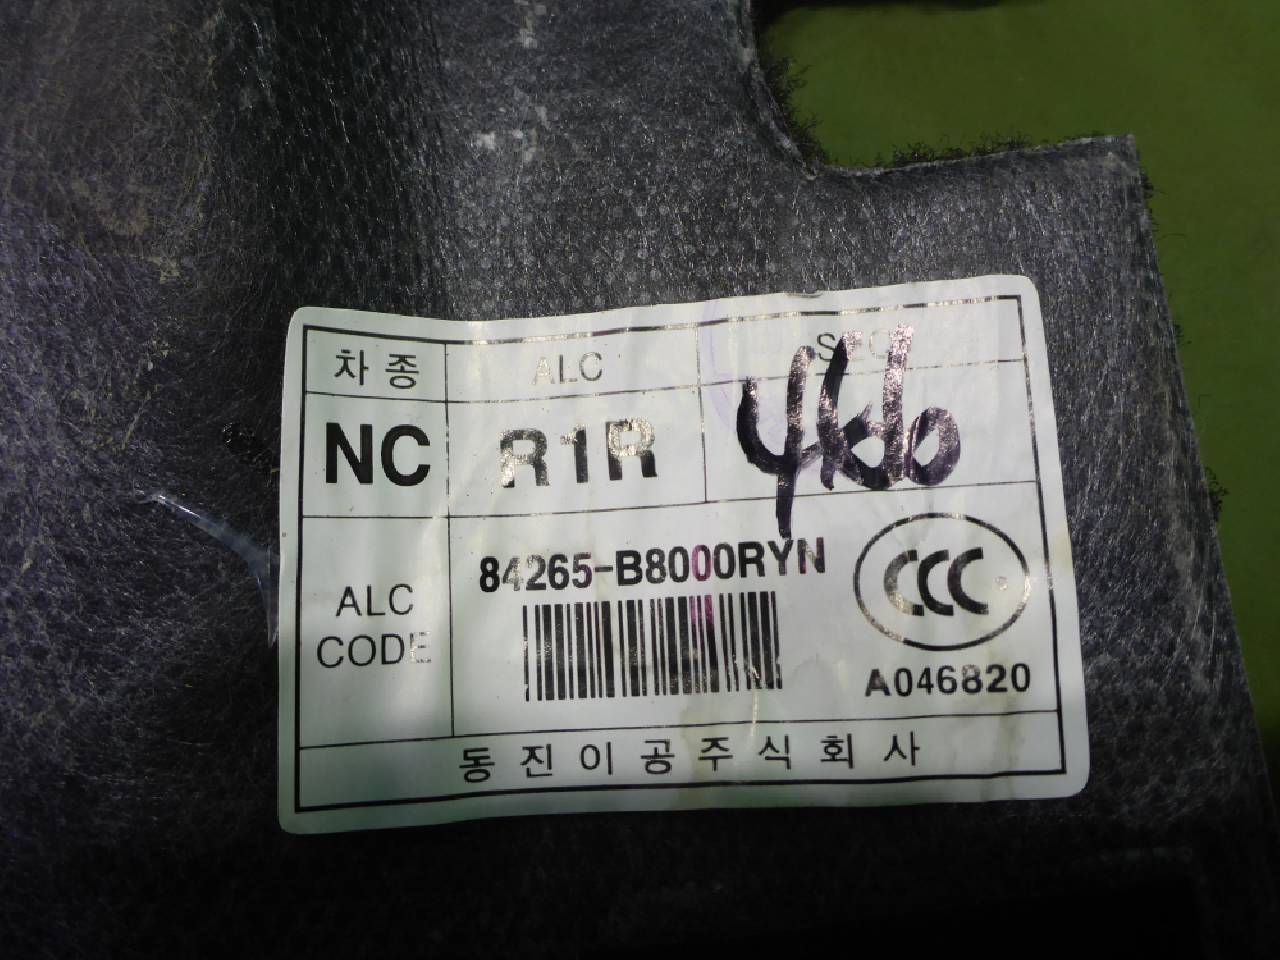 차종 ALC SEQ
NC R1R
84265-B8000RYN
ALC
CODE
CCC
A046820
동진이공주식회사